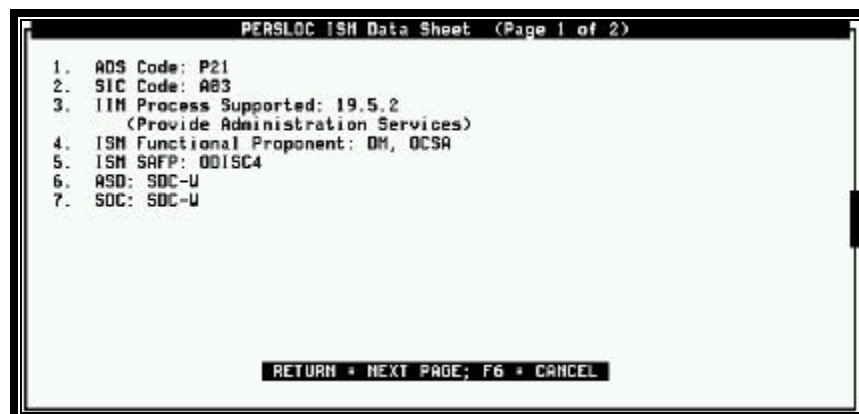 PERSLOC ISM Data Sheet (Page 1 of 2)
1. ADS Code: P21
2. SIC Code: A03
3. IIM Process Supported: 19.5.2
(Provide Administration Services)
4. ISM Functional Proponent: DM, OCSA
5. ISM SAFP: ODISC4
6. ASD: SDC-W
7. SDC: SDC-W
RETURN = NEXT PAGE; F6 = CANCEL